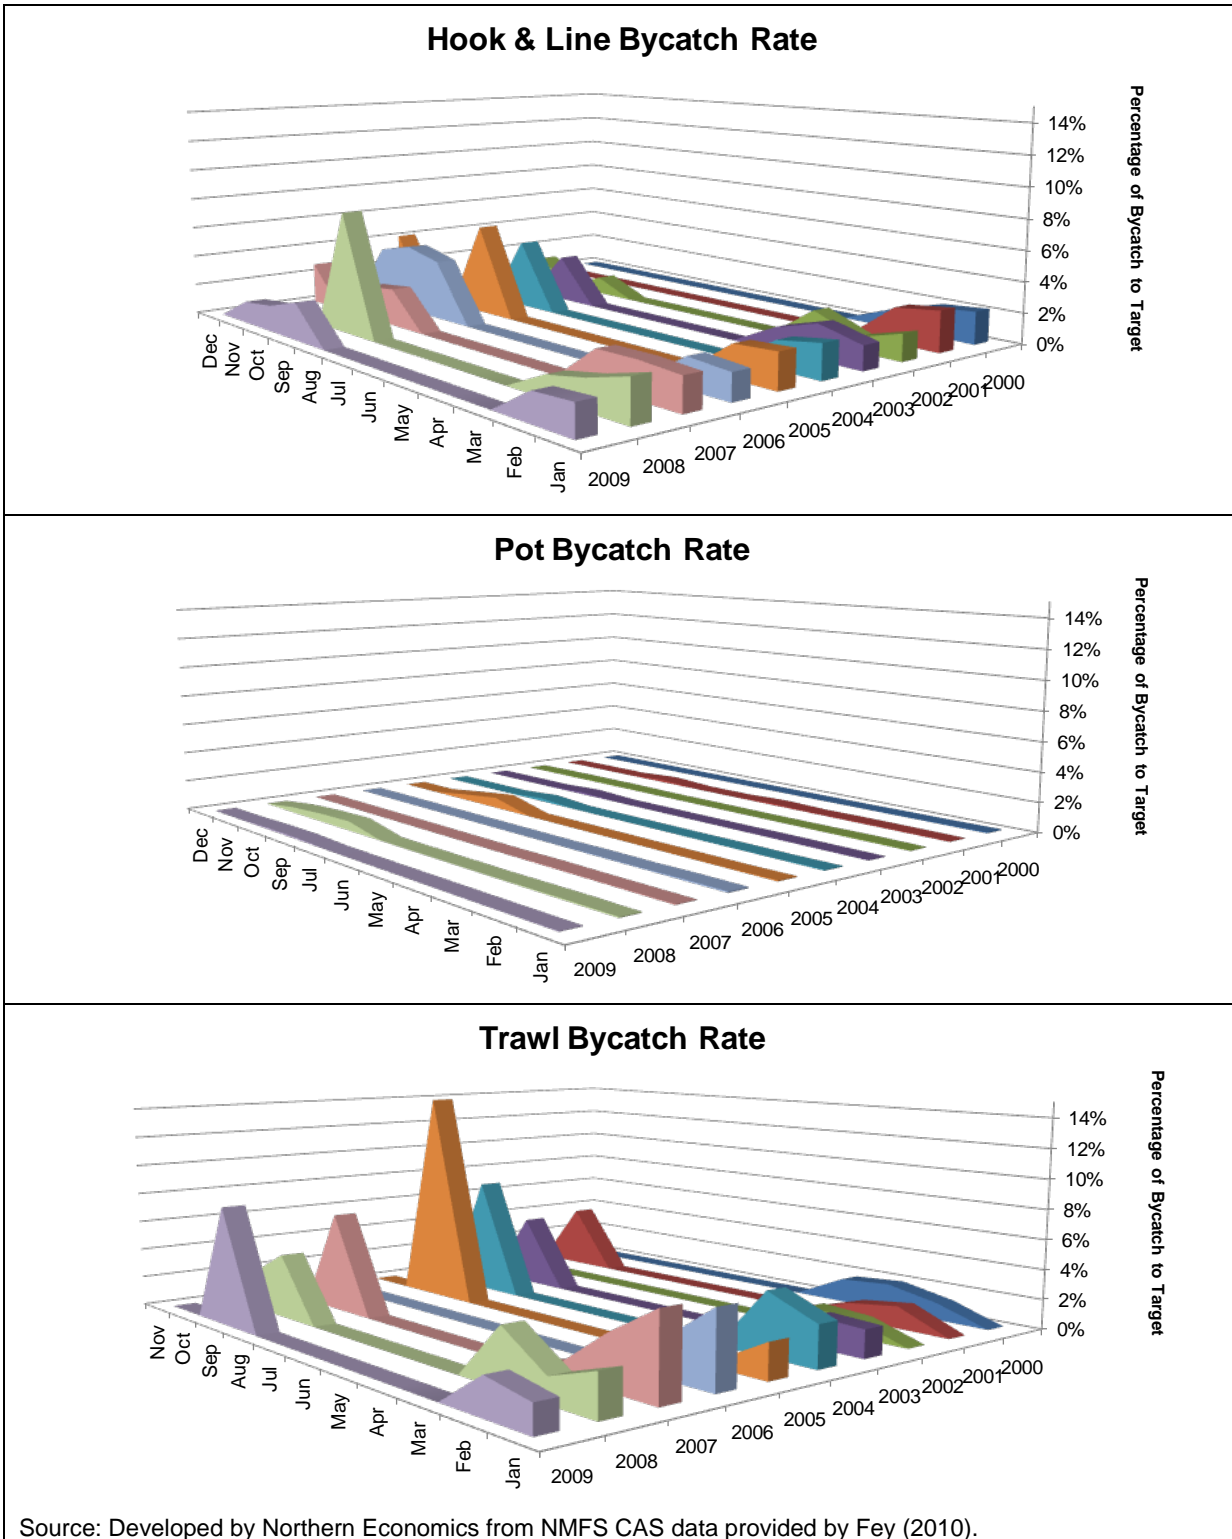 Hook & Line Bycatch Rate
Percentage of Bycatch to Target
14%
12%
10%
8%
6%
4%
2%
0%
Dec
Nov
Oct
Sep
Aug
Jul
Jun
May
Apr
Mar
Feb
Jan
2009
2008
2007
2006
2005
2004
2003
2002
2001
2000
Pot Bycatch Rate
Percentage of Bycatch to Target
14%
12%
10%
8%
6%
4%
2%
0%
Dec
Nov
Oct
Sep
Jul
Jun
May
Apr
Mar
Feb
Jan
2009
2008
2007
2006
2005
2004
2003
2002
2001
2000
Trawl Bycatch Rate
Percentage of Bycatch to Target
14%
12%
10%
8%
6%
4%
2%
0%
Nov
Oct
Sep
Aug
Jul
Jun
May
Apr
Mar
Feb
Jan
2009
2008
2007
2006
2005
2004
2003
2002
2001
2000
Source: Developed by Northern Economics from NMFS CAS data provided by Fey (2010).